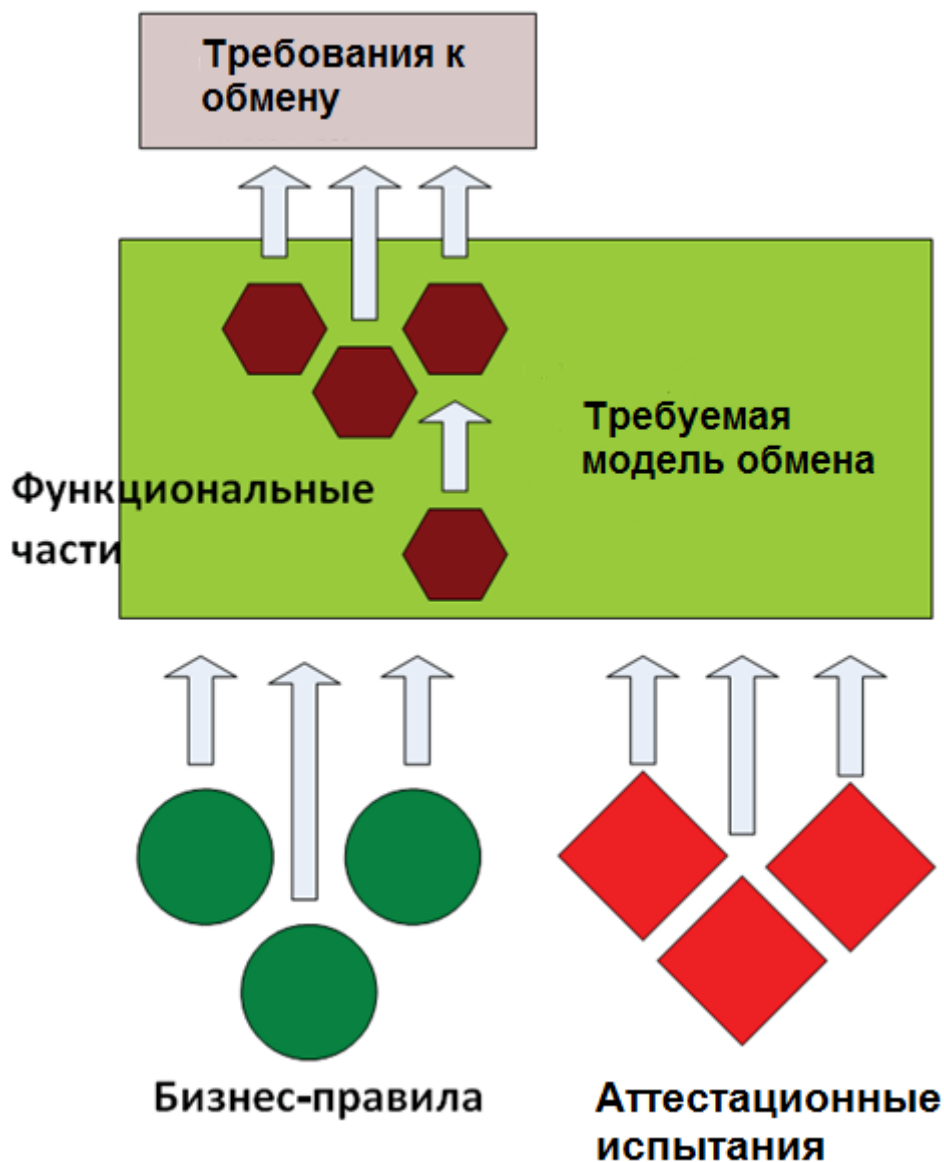 Требования к
обмену
Требуемая
модель обмена
Функциональные
части
Бизнес-правила
Аттестационные
испытания